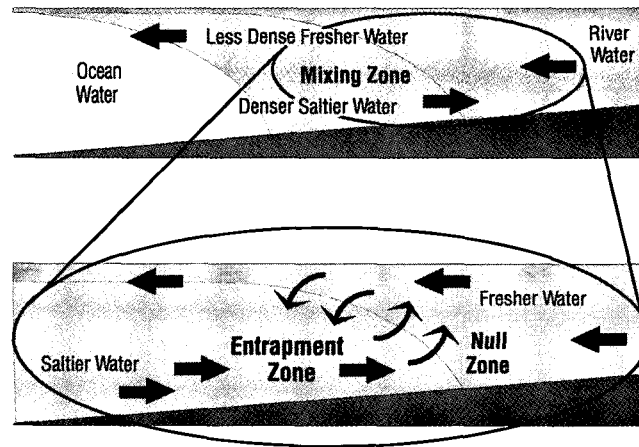 Less Dense Fresher Water
River
Water
Ocean
Water
Mixing Zone
Denser Saltier Water
Fresher Water
Entrapment
Zone
Null
Zone
Saltier Water